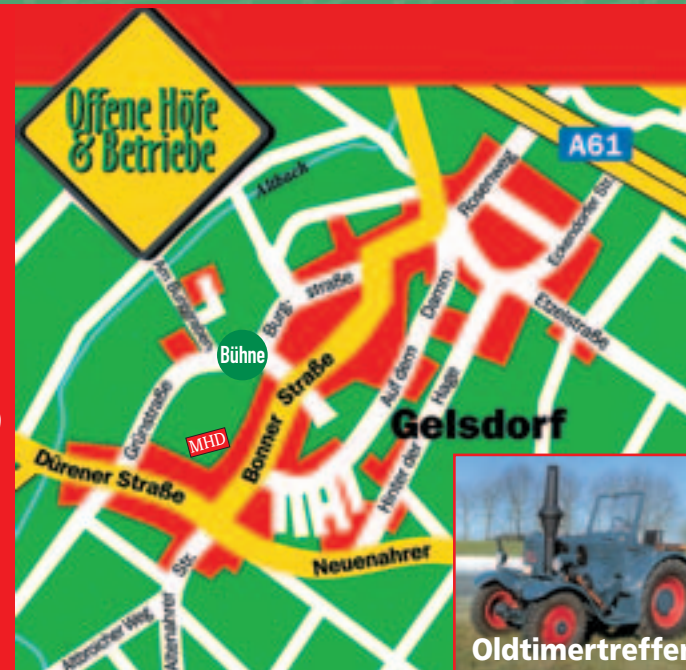 Offene Höfe
& Betriebe
A61
Altbach
Rosenweg
Eckendorfer Str.
Am Burggraben
Burg-
straße
Etzelstraße
Bühne
Auf dem Damm
Bonner Straße
Grünstraße
Hinter der Hage
Gelsdorf
MHD
Dürener Straße
Neuenahrer
Altenahrer Str.
Altbroicher Weg
Oldtimertreffen